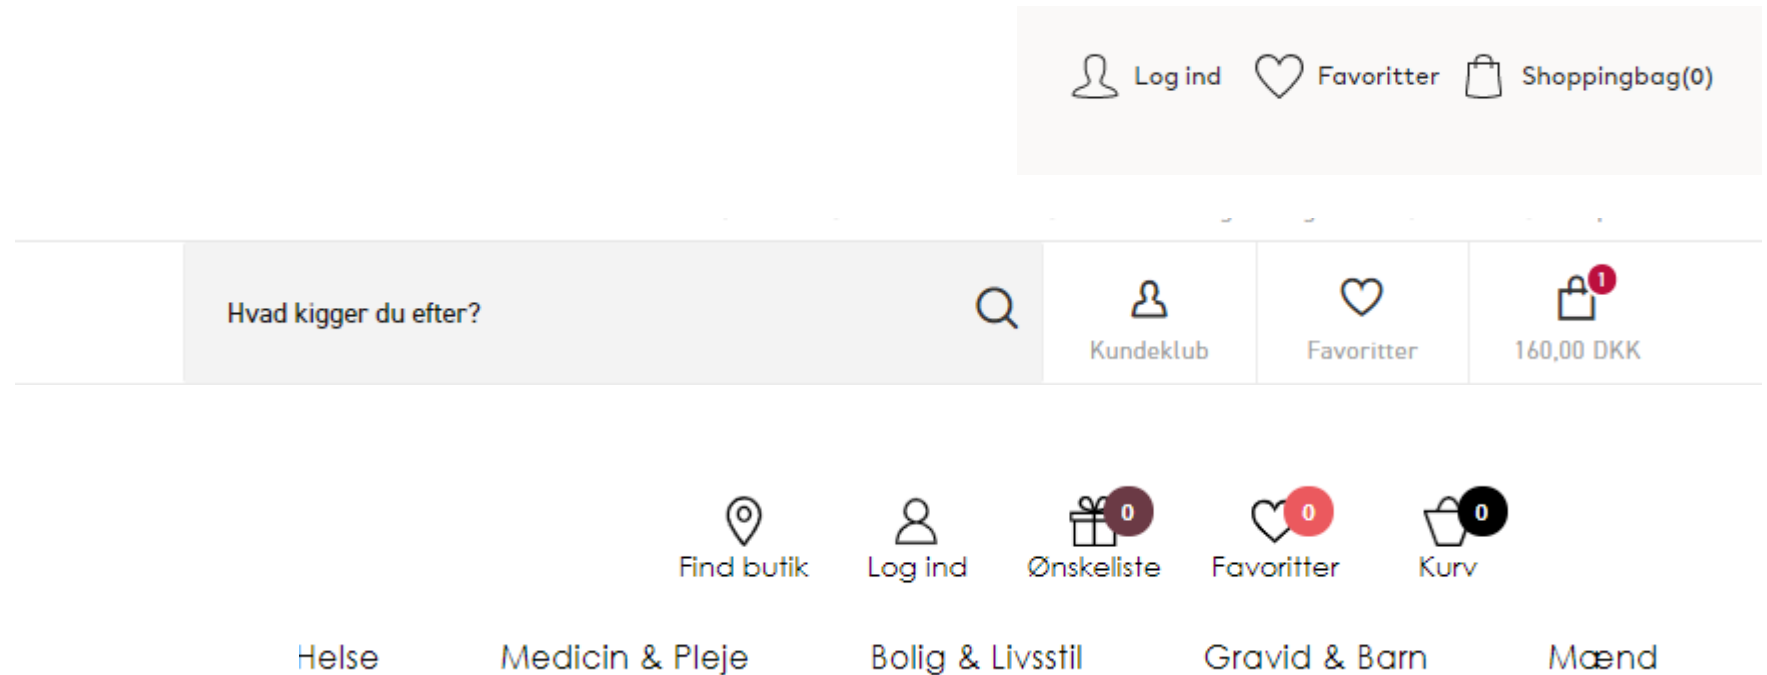 Log ind Favoritter Shoppingbag(0)
Hvad kigger du efter?
1
Kundeklub Favoritter 160,00 DKK
0 0 0
Find butik Log ind Ønskeliste Favoritter Kurv
Helse Medicin & Pleje Bolig & Livsstil Gravid & Barn Mænd